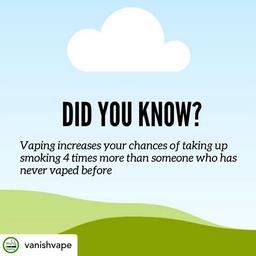 DID YOU KNOW?
Vaping increases your chances of taking up
smoking 4 times more than someone who has
never vaped before
vanishvape